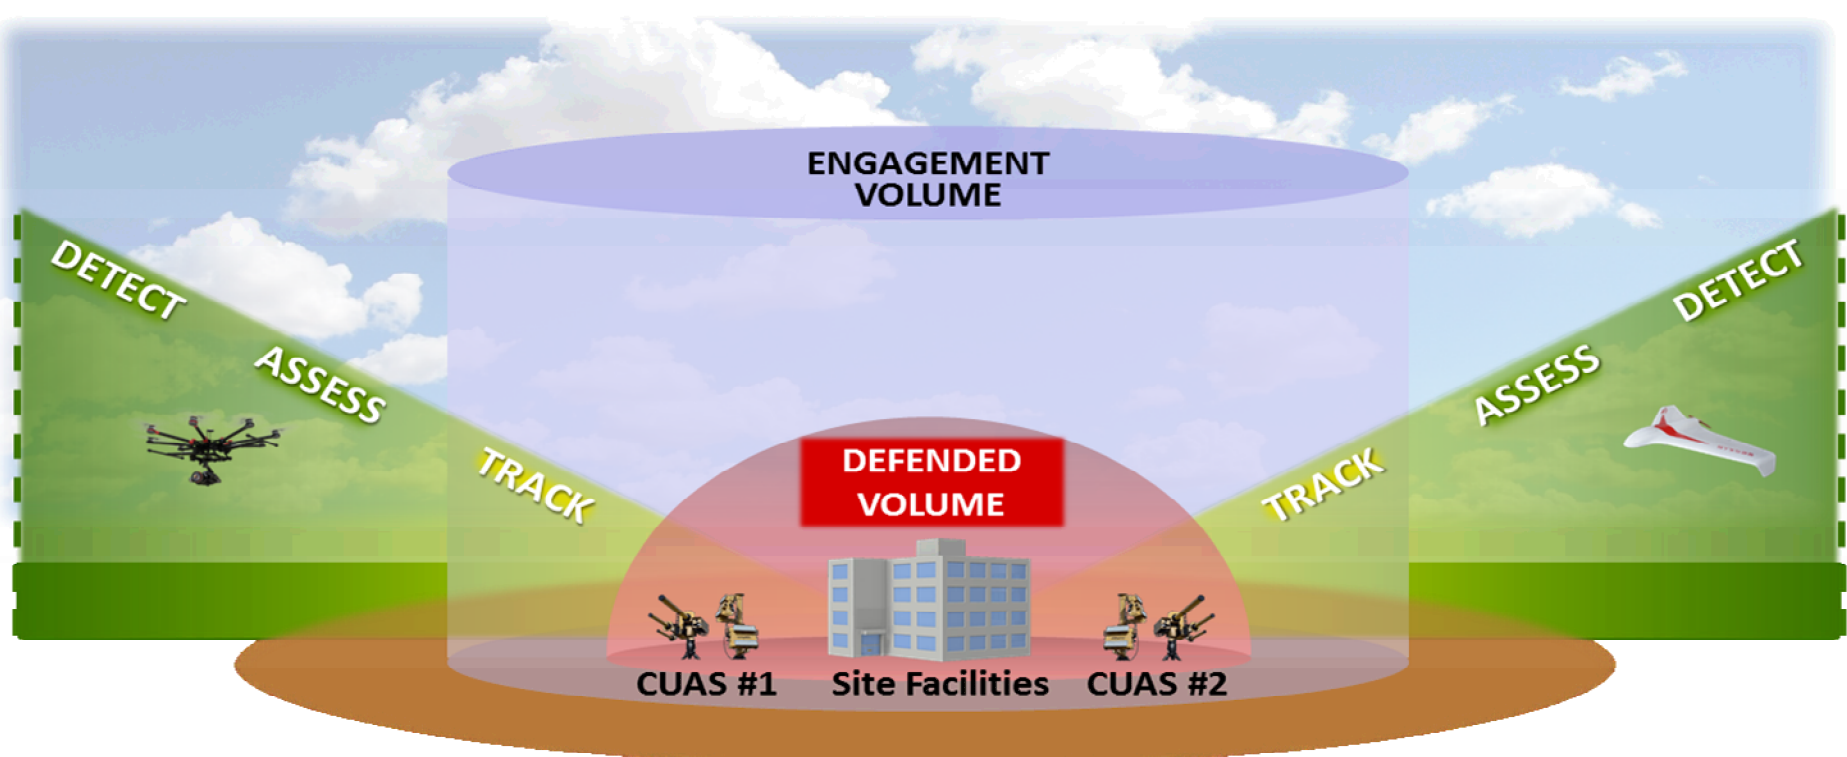 ENGAGEMENT
VOLUME
DETECT
ASSESS
TRACK
DETECT
ASSESS
TRACK
DEFENDED
VOLUME
CUAS #1
Site Facilities
CUAS #2